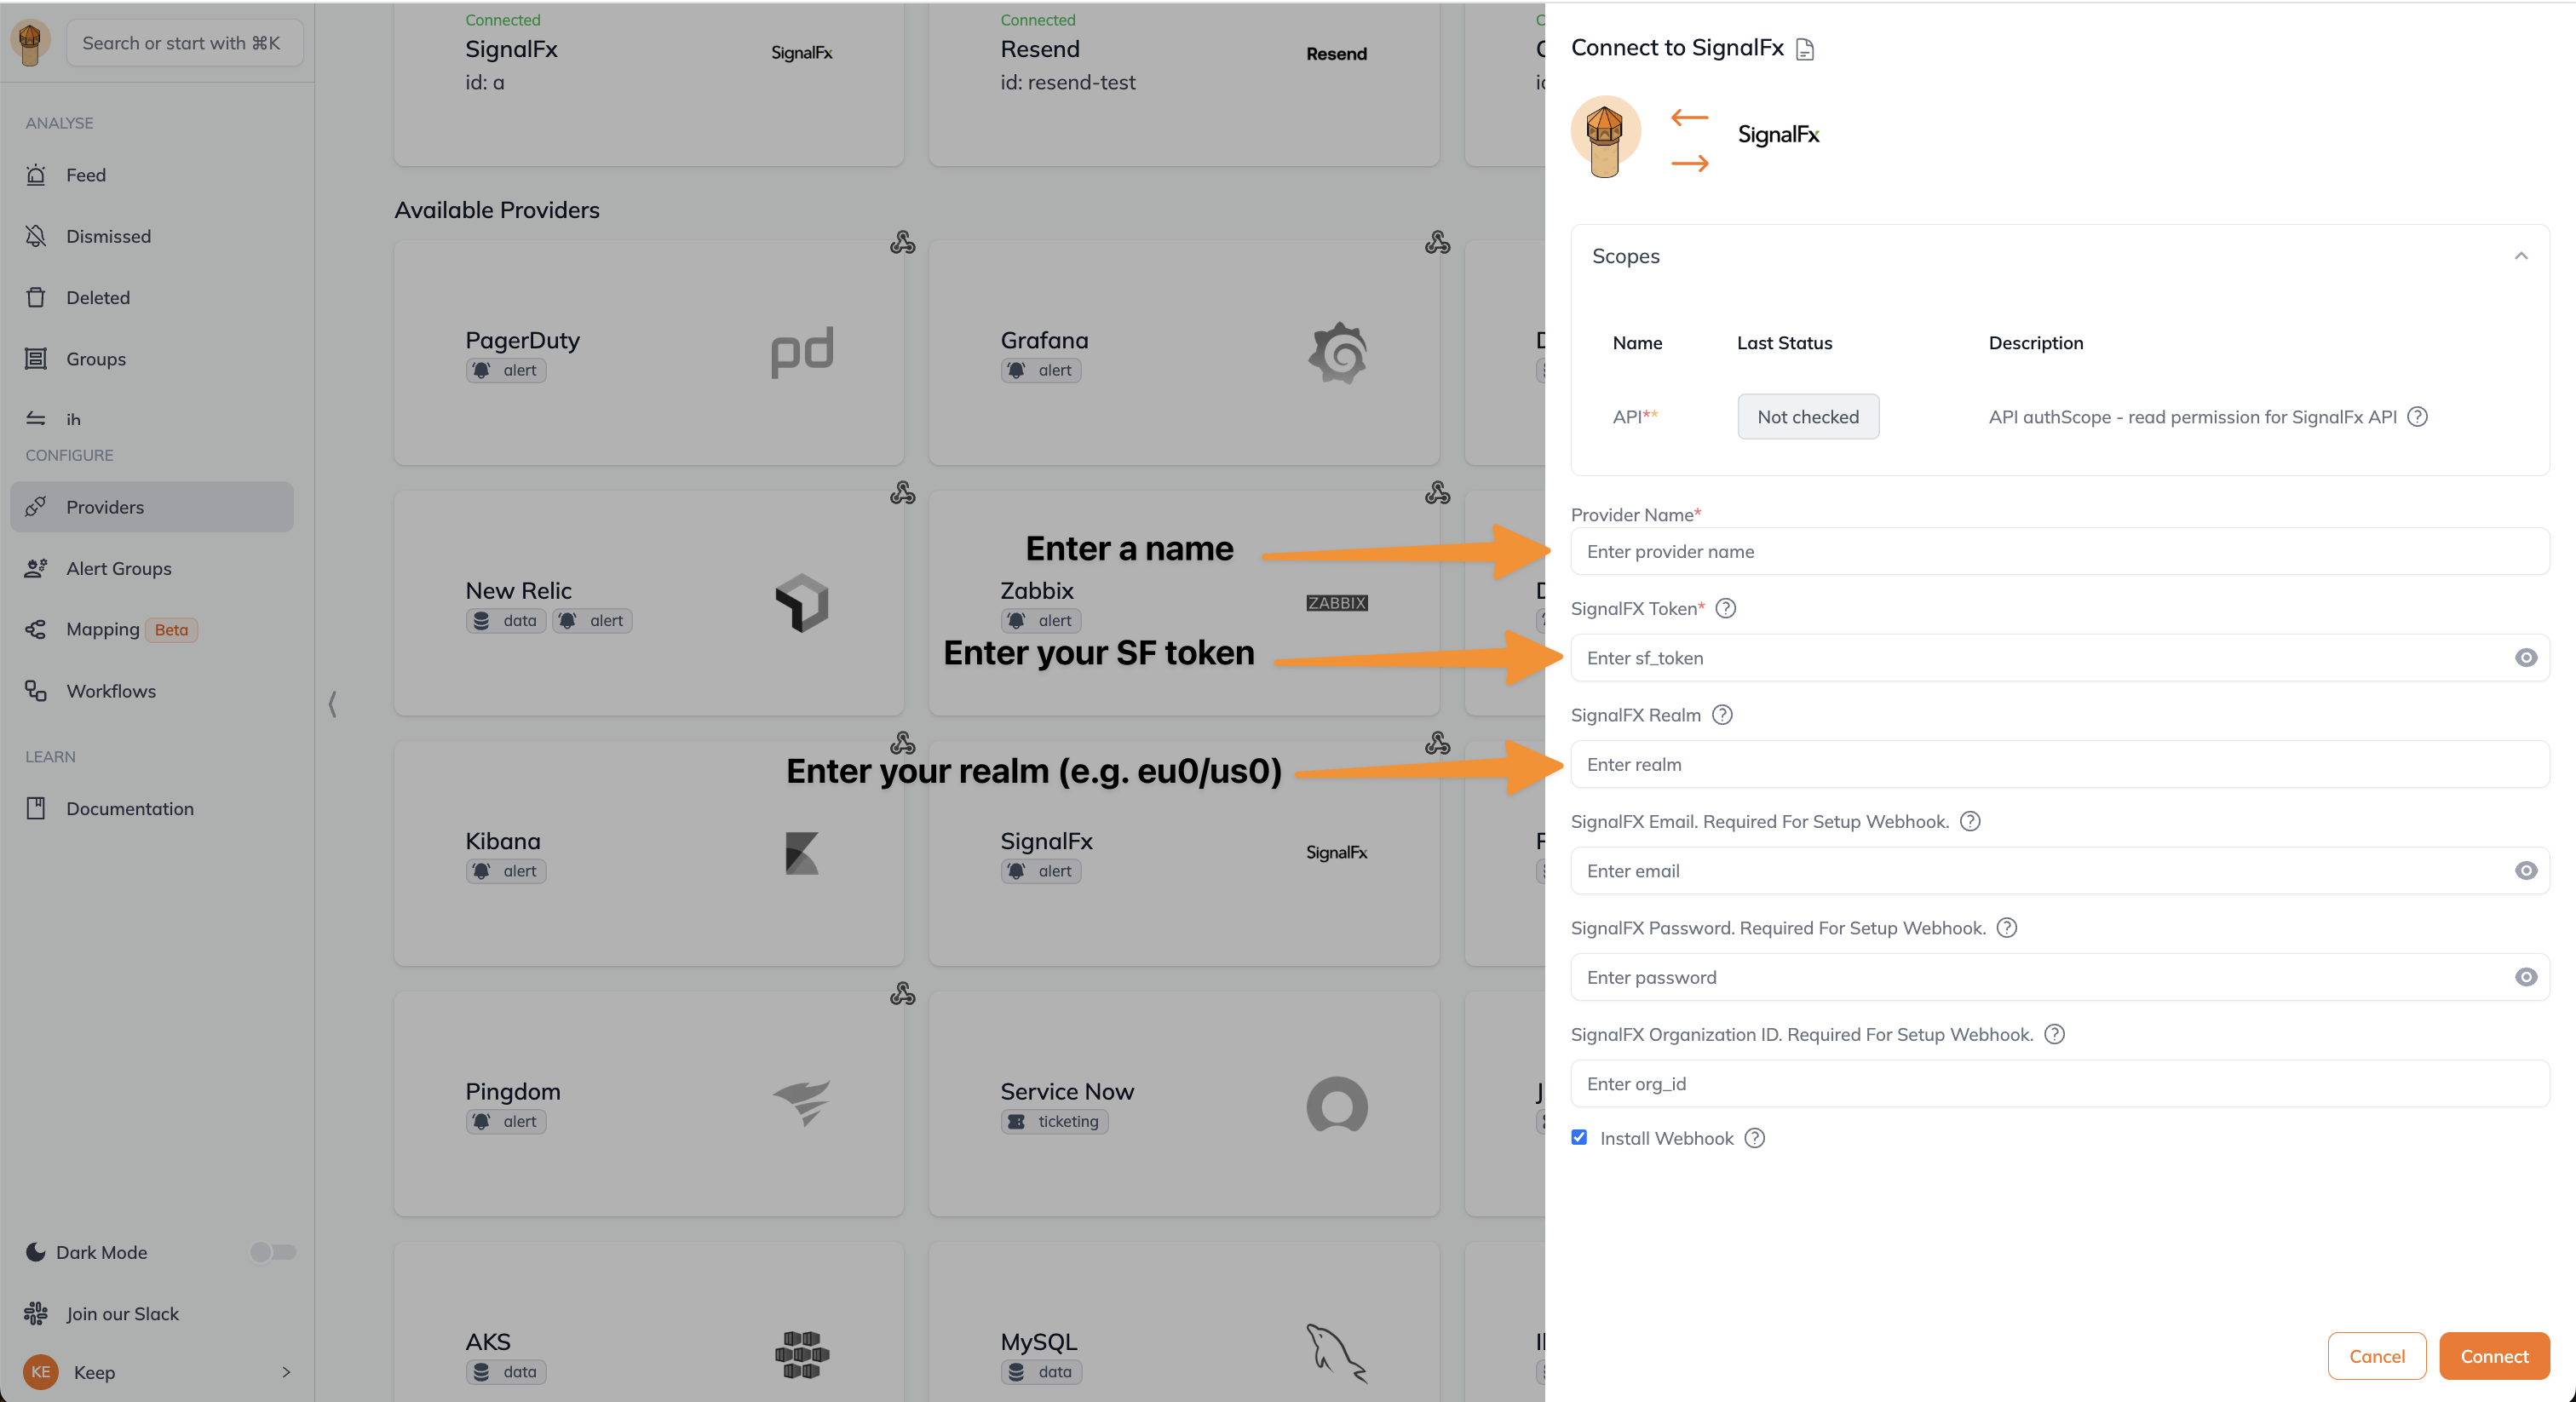 Search or start with ⌘K
ANALYSE
Feed
Dismissed
Deleted
Groups
ih
CONFIGURE
Providers
Alert Groups
Mapping Beta
Workflows
LEARN
Documentation
Dark Mode
Join our Slack
KE Keep
Connected
SignalFx
id: a
SignalFx
Connected
Resend
id: resend-test
Resend
Available Providers
PagerDuty
alert
pd
Grafana
alert
New Relic
data alert
Enter a name
Zabbix
alert
ZABBIX
Enter your SF token
Enter your realm (e.g. eu0/us0)
Kibana
alert
SignalFx
alert
SignalFx
Pingdom
alert
Service Now
ticketing
AKS
data
MySQL
data
Connect to SignalFx
SignalFx
Scopes
Name Last Status Description
API** Not checked API authScope - read permission for SignalFx API
Provider Name*
Enter provider name
SignalFX Token*
Enter sf_token
SignalFX Realm
Enter realm
SignalFX Email. Required For Setup Webhook.
Enter email
SignalFX Password. Required For Setup Webhook.
Enter password
SignalFX Organization ID. Required For Setup Webhook.
Enter org_id
Install Webhook
Cancel Connect